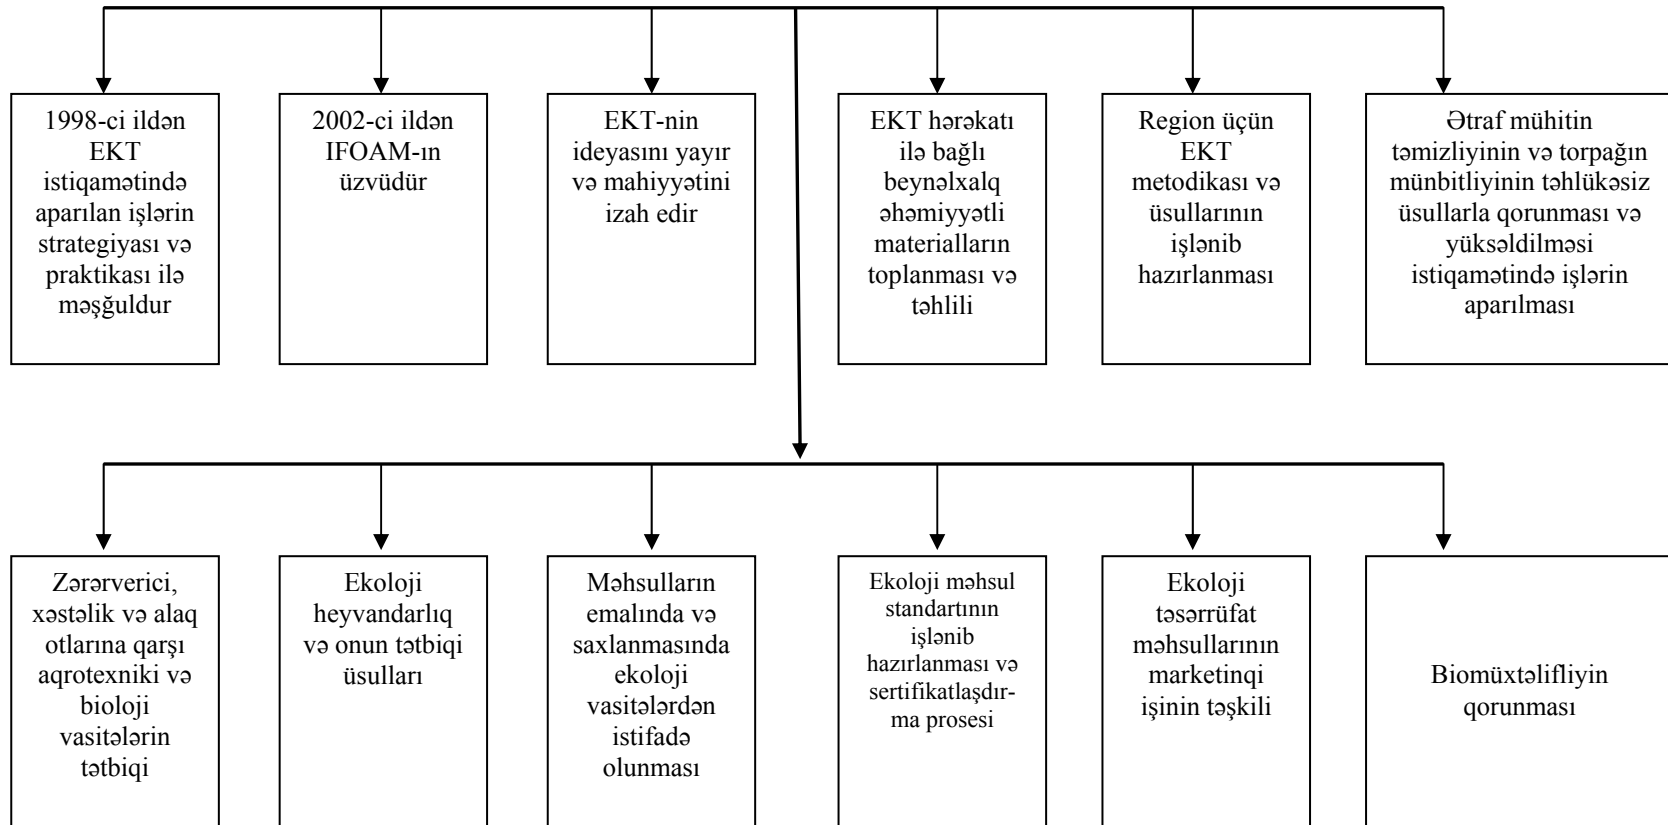 1998-ci ildən
EKT
istiqamətində
aparılan işlərin
strategiyası və
praktikası ilə
məşğuldur
2002-ci ildən
IFOAM-ın
üzvüdür
EKT-nin
ideyasını yayır
və mahiyyətini
izah edir
EKT hərəkatı
ilə bağlı
beynəlxalq
əhəmiyyətli
materialların
toplanması və
təhlili
Region üçün
EKT
metodikası və
üsullarının
işlənib
hazırlanması
Ətraf mühitin
təmizliyinin və torpağın
münbitliyinin təhlükəsiz
üsullarla qorunması və
yüksəldilməsi
istiqamətində işlərin
aparılması
Zərərverici,
xəstəlik və alaq
otlarına qarşı
aqrotexniki və
bioloji
vasitələrin
tətbiqi
Ekoloji
heyvandarlıq
və onun tətbiqi
üsulları
Məhsulların
emalında və
saxlanmasında
ekoloji
vasitələrdən
istifadə
olunması
Ekoloji məhsul
standartının
işlənib
hazırlanması və
sertifikatlaşdır-
ma prosesi
Ekoloji
təsərrüfat
məhsullarının
marketinqi
işinin təşkili
Biomüxtəlifliyin
qorunması